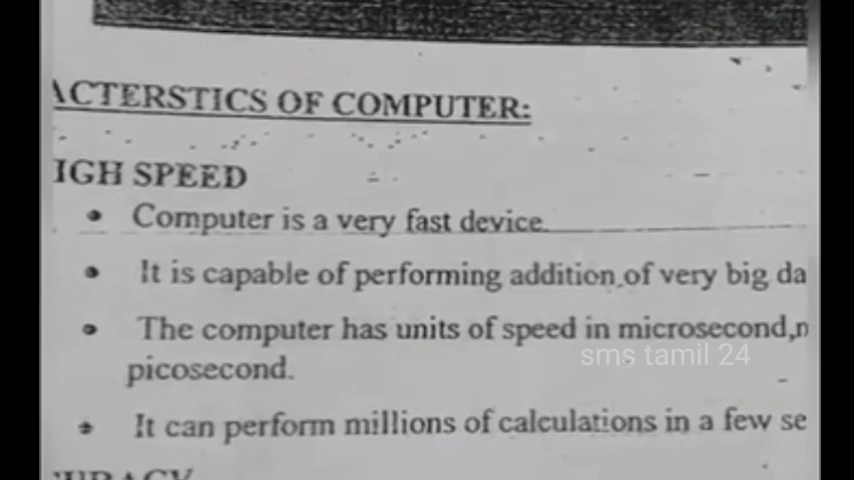 ACTERSTICS OF COMPUTER:
IGH SPEED
• Computer is a very fast device.
• It is capable of performing addition of very big da
• The computer has units of speed in microsecond,n
picosecond.
• It can perform millions of calculations in a few se
sms tamil 24
URACY